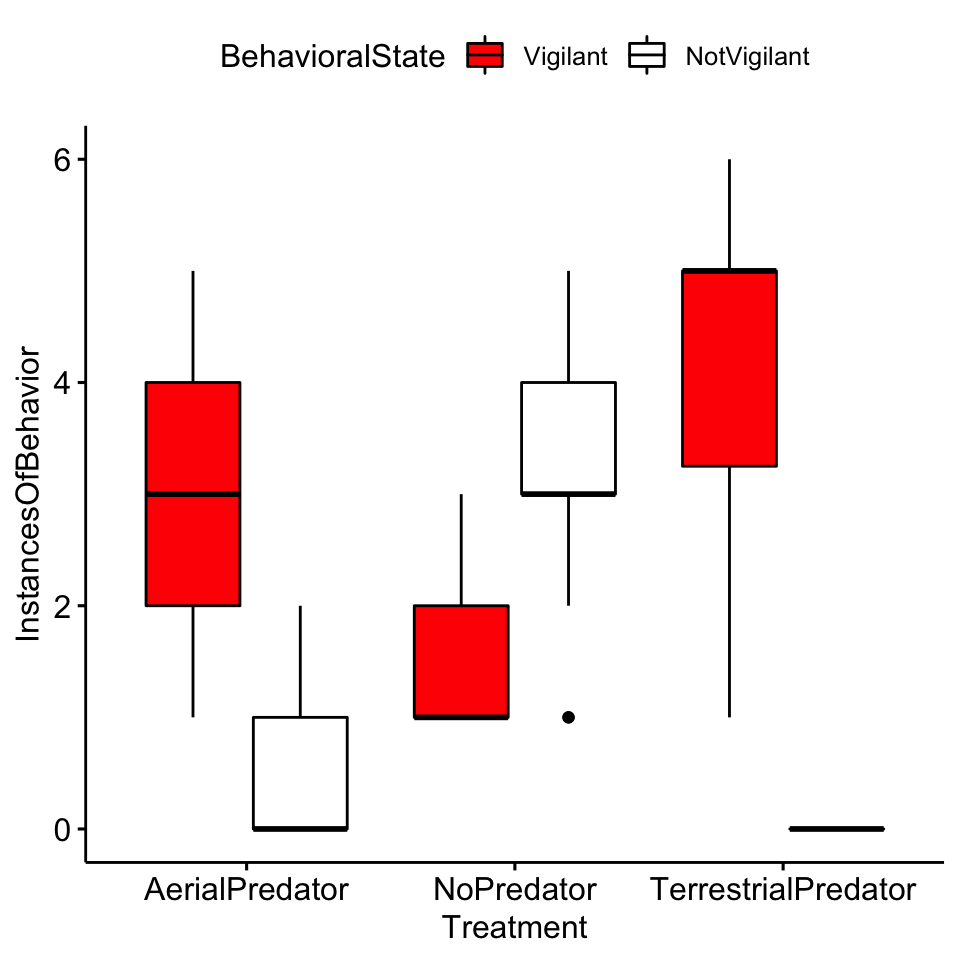 BehavioralState Vigilant NotVigilant
InstancesOfBehavior
6
4
2
0
AerialPredator NoPredator TerrestrialPredator
Treatment